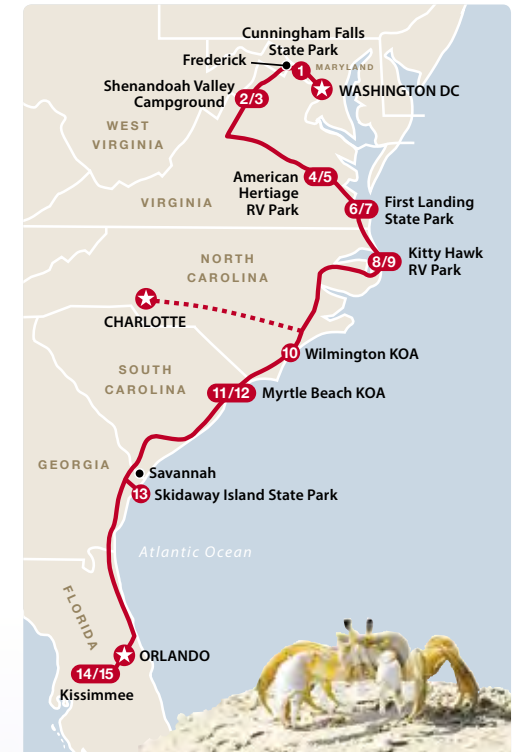 Cunningham Falls
State Park
Frederick
1
MARYLAND
WASHINGTON DC
Shenandoah Valley
Campground
2/3
WEST
VIRGINIA
American
Hertiage
RV Park
4/5
VIRGINIA
6/7
First Landing
State Park
8/9
Kitty Hawk
RV Park
NORTH
CAROLINA
CHARLOTTE
10
Wilmington KOA
SOUTH
CAROLINA
11/12
Myrtle Beach KOA
GEORGIA
Savannah
13
Skidaway Island State Park
Atlantic Ocean
FLORIDA
ORLANDO
14/15
Kissimmee